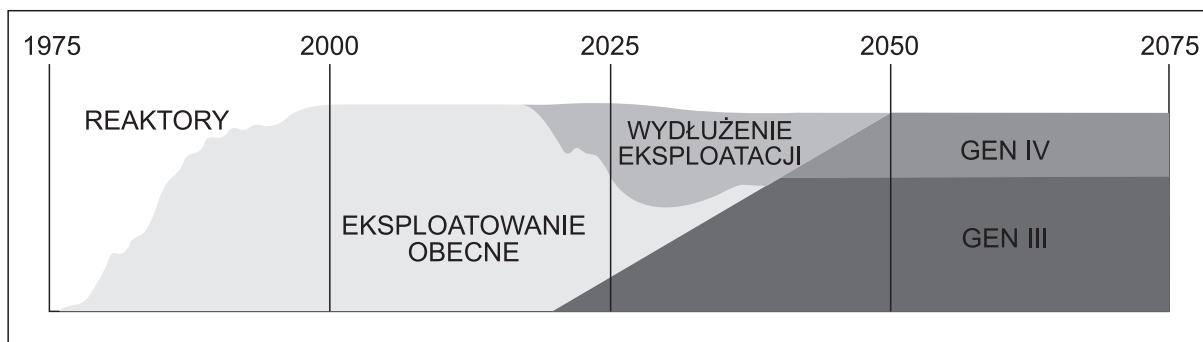 1975 2000 2025 2050 2075
REAKTORY
WYDŁUŻENIE
EKSPLOATACJI
GEN IV
EKSPLOATOWANIE
OBECNE
GEN III